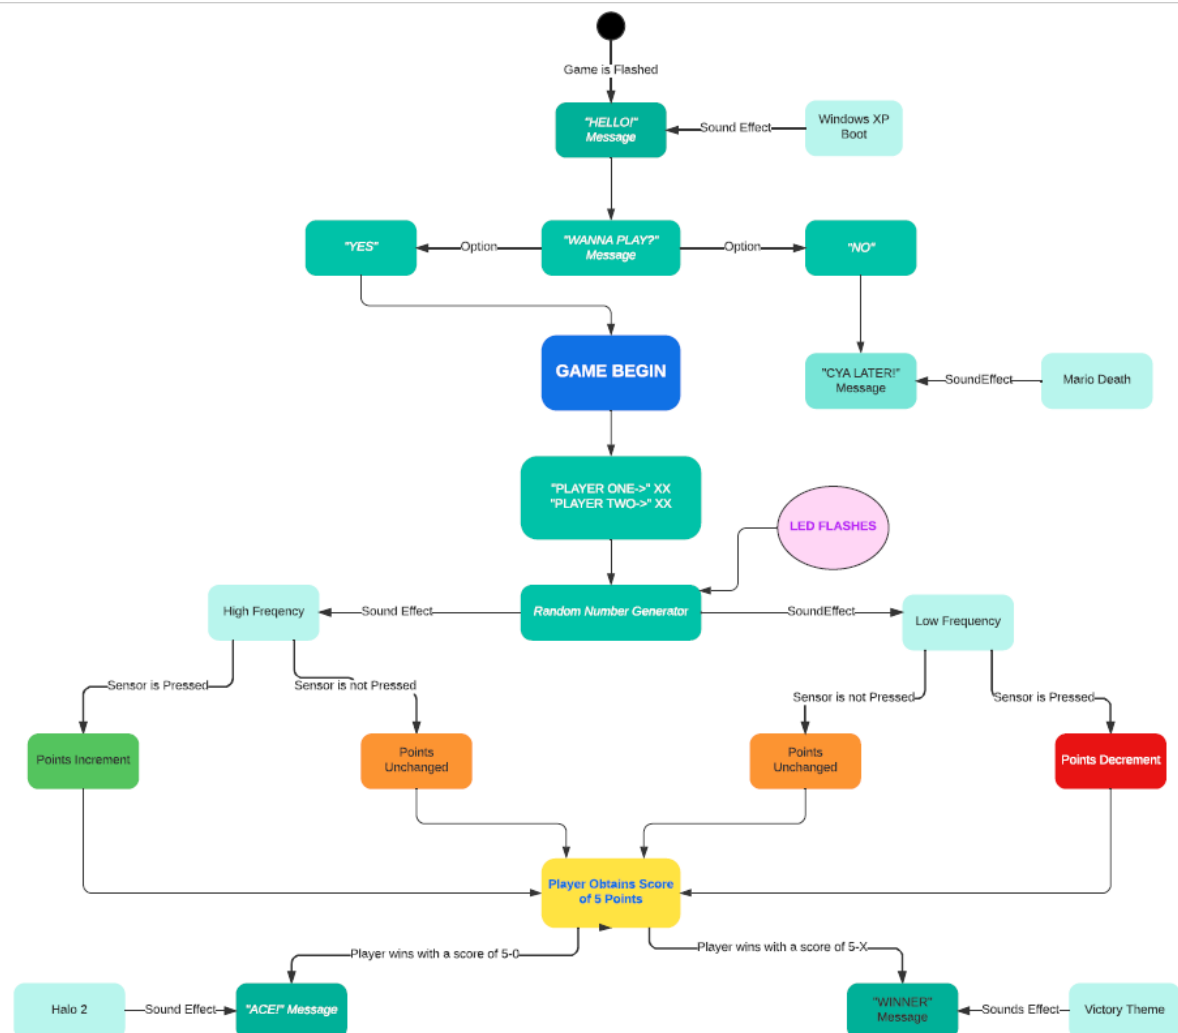 Game is Flashed
"HELLO!"
Message
Sound Effect
Windows XP
Boot
"YES"
Option
"WANNA PLAY?"
Message
Option
"NO"
GAME BEGIN
"CYA LATER!"
Message
SoundEffect
Mario Death
"PLAYER ONE->" XX
"PLAYER TWO->" XX
LED FLASHES
High Freqency
Sound Effect
Random Number Generator
SoundEffect
Low Frequency
Sensor is Pressed
Sensor is not Pressed
Sensor is not Pressed
Sensor is Pressed
Points Increment
Points
Unchanged
Points
Unchanged
Points Decrement
Player Obtains Score
of 5 Points
Player wins with a score of 5-0
Player wins with a score of 5-X
Halo 2
Sound Effect
"ACE!" Message
"WINNER"
Message
Sounds Effect
Victory Theme